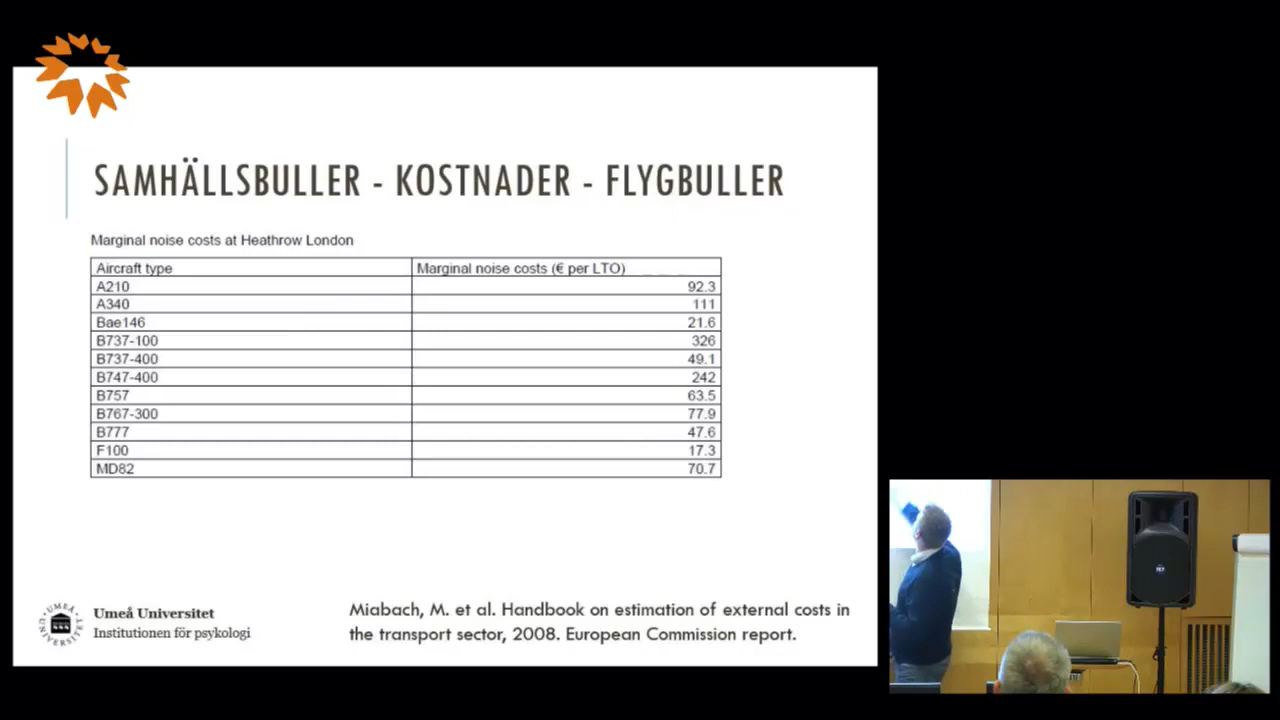 SAMHÄLLSBULLER - KOSTNADER - FLYGBULLER
Marginal noise costs at Heathrow London
Aircraft type Marginal noise costs (€ per LTO)
A210 92.3
A340 111
Bae146 21.6
B737-100 326
B737-400 49.1
B747-400 242
B757 63.5
B767-300 77.9
B777 47.6
F100 17.3
MD82 70.7
UMEÅ UNIVERSITET
Umeå Universitet
Institutionen för psykologi
Miabach, M. et al. Handbook on estimation of external costs in
the transport sector, 2008. European Commission report.